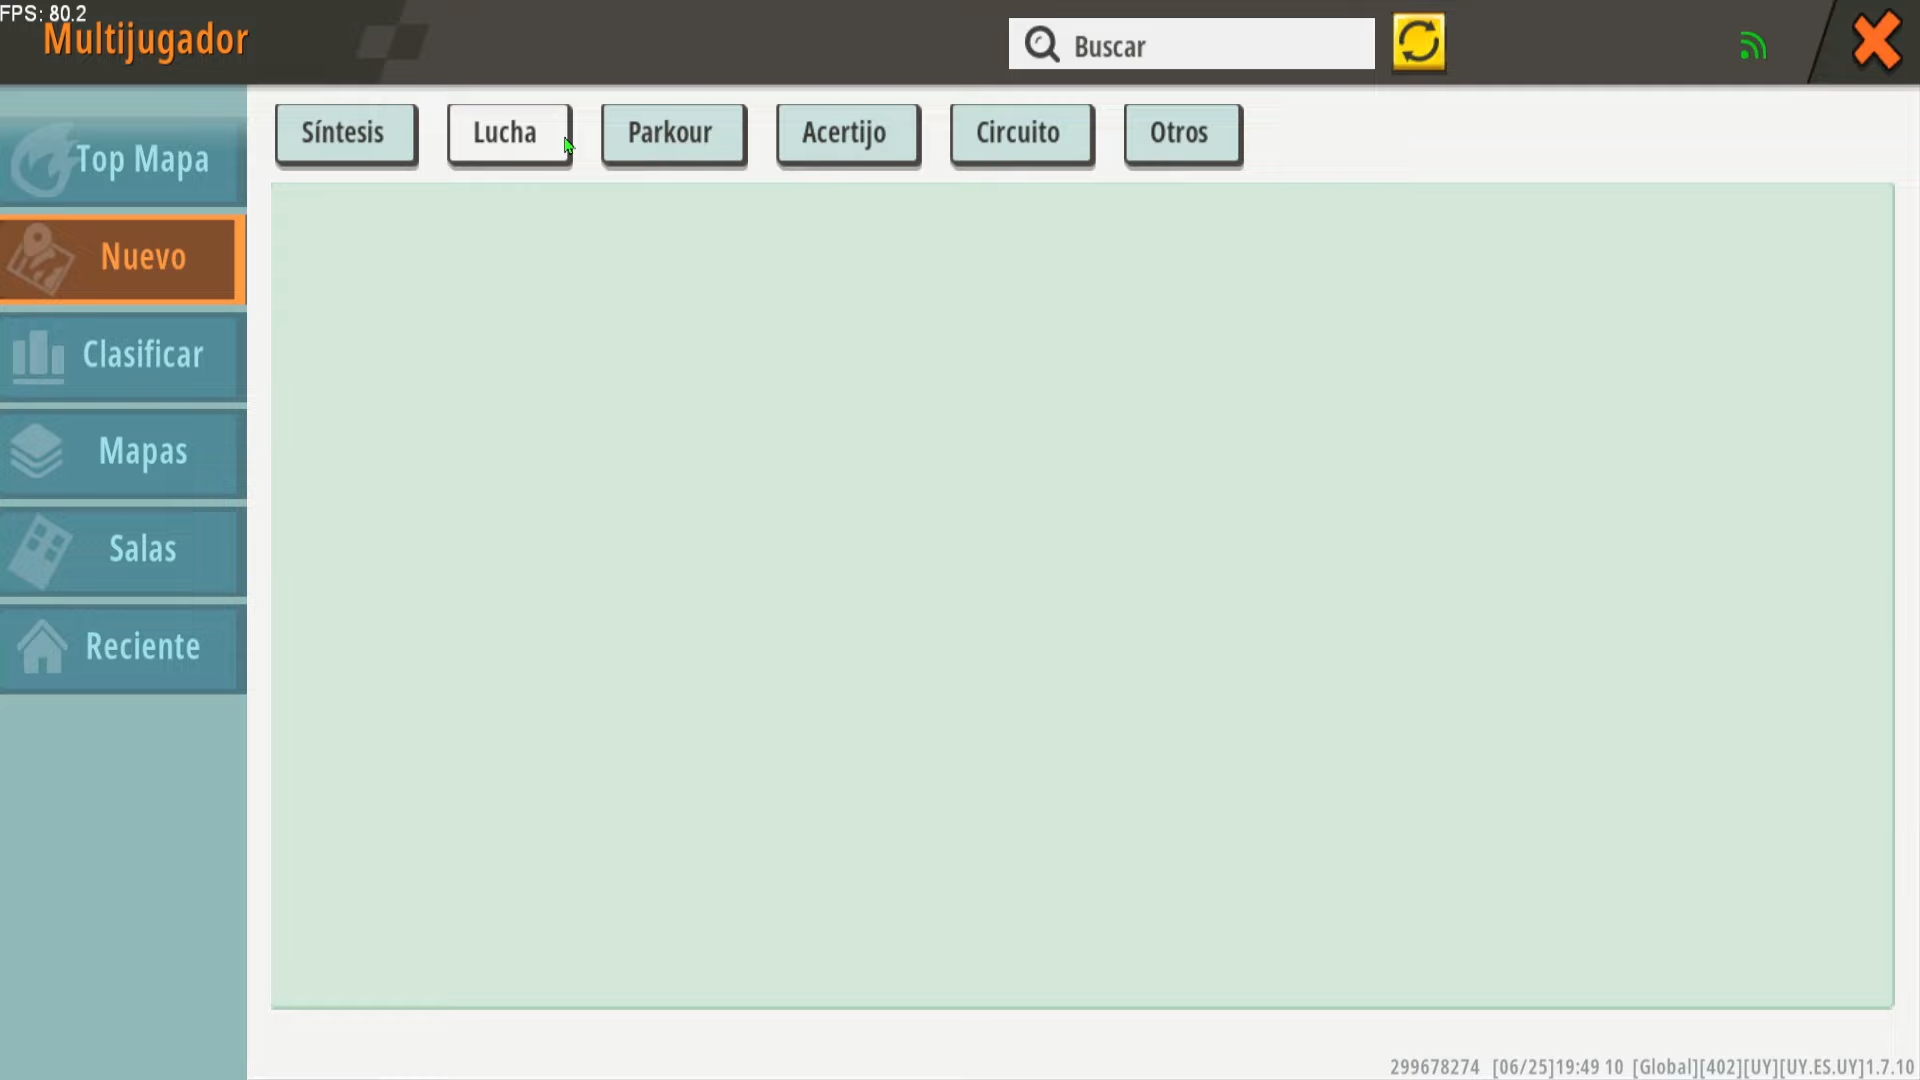 FPS: 80.2
Multijugador
Buscar
Síntesis
Lucha
Parkour
Acertijo
Circuito
Otros
Top Mapa
Nuevo
Clasificar
Mapas
Salas
Reciente
299678274 [06/25]19:49 10 [Global][402][UY][UY.ES.UY]1.7.10